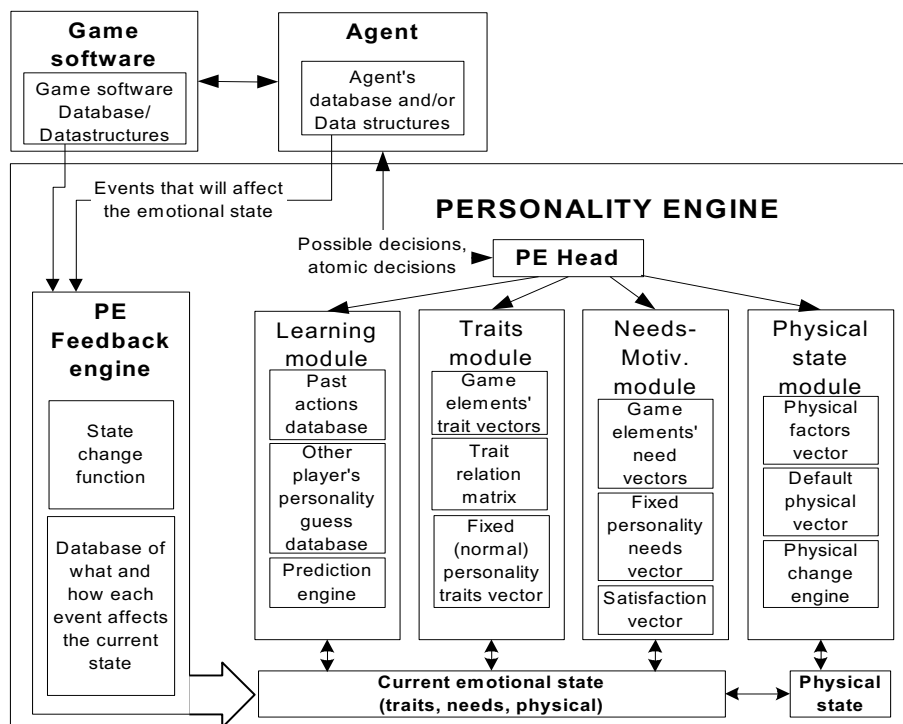 Game
software
Game software
Database/
Datastructures
Agent
Agent's
database and/or
Data structures
Events that will affect
the emotional state
PERSONALITY ENGINE
Possible decisions,
atomic decisions
PE Head
PE
Feedback
engine
State
change
function
Database of
what and
how each
event affects
the current
state
Learning
module
Past
actions
database
Other
player's
personality
guess
database
Prediction
engine
Traits
module
Game
elements'
trait vectors
Trait
relation
matrix
Fixed
(normal)
personality
traits vector
Needs-
Motiv.
module
Game
elements'
need
vectors
Fixed
personality
needs
vector
Satisfaction
vector
Physical
state
module
Physical
factors
vector
Default
physical
vector
Physical
change
engine
Current emotional state
(traits, needs, physical)
Physical
state